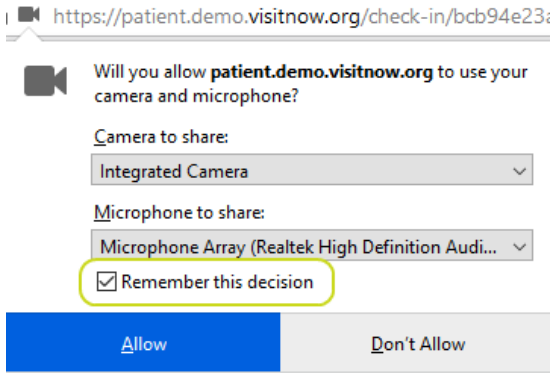 https://patient.demo.visitnow.org/check-in/bcb94e23a
Will you allow patient.demo.visitnow.org to use your
camera and microphone?
Camera to share:
Integrated Camera
Microphone to share:
Microphone Array (Realtek High Definition Audi...
Remember this decision
Allow
Don't Allow